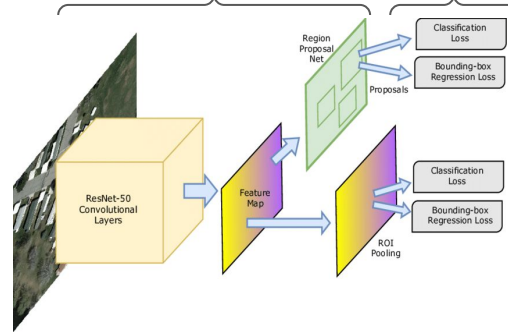 Region
Proposal
Net
Proposals
Classification
Loss
Bounding-box
Regression Loss
ResNet-50
Convolutional
Layers
Feature
Map
ROI
Pooling
Classification
Loss
Bounding-box
Regression Loss